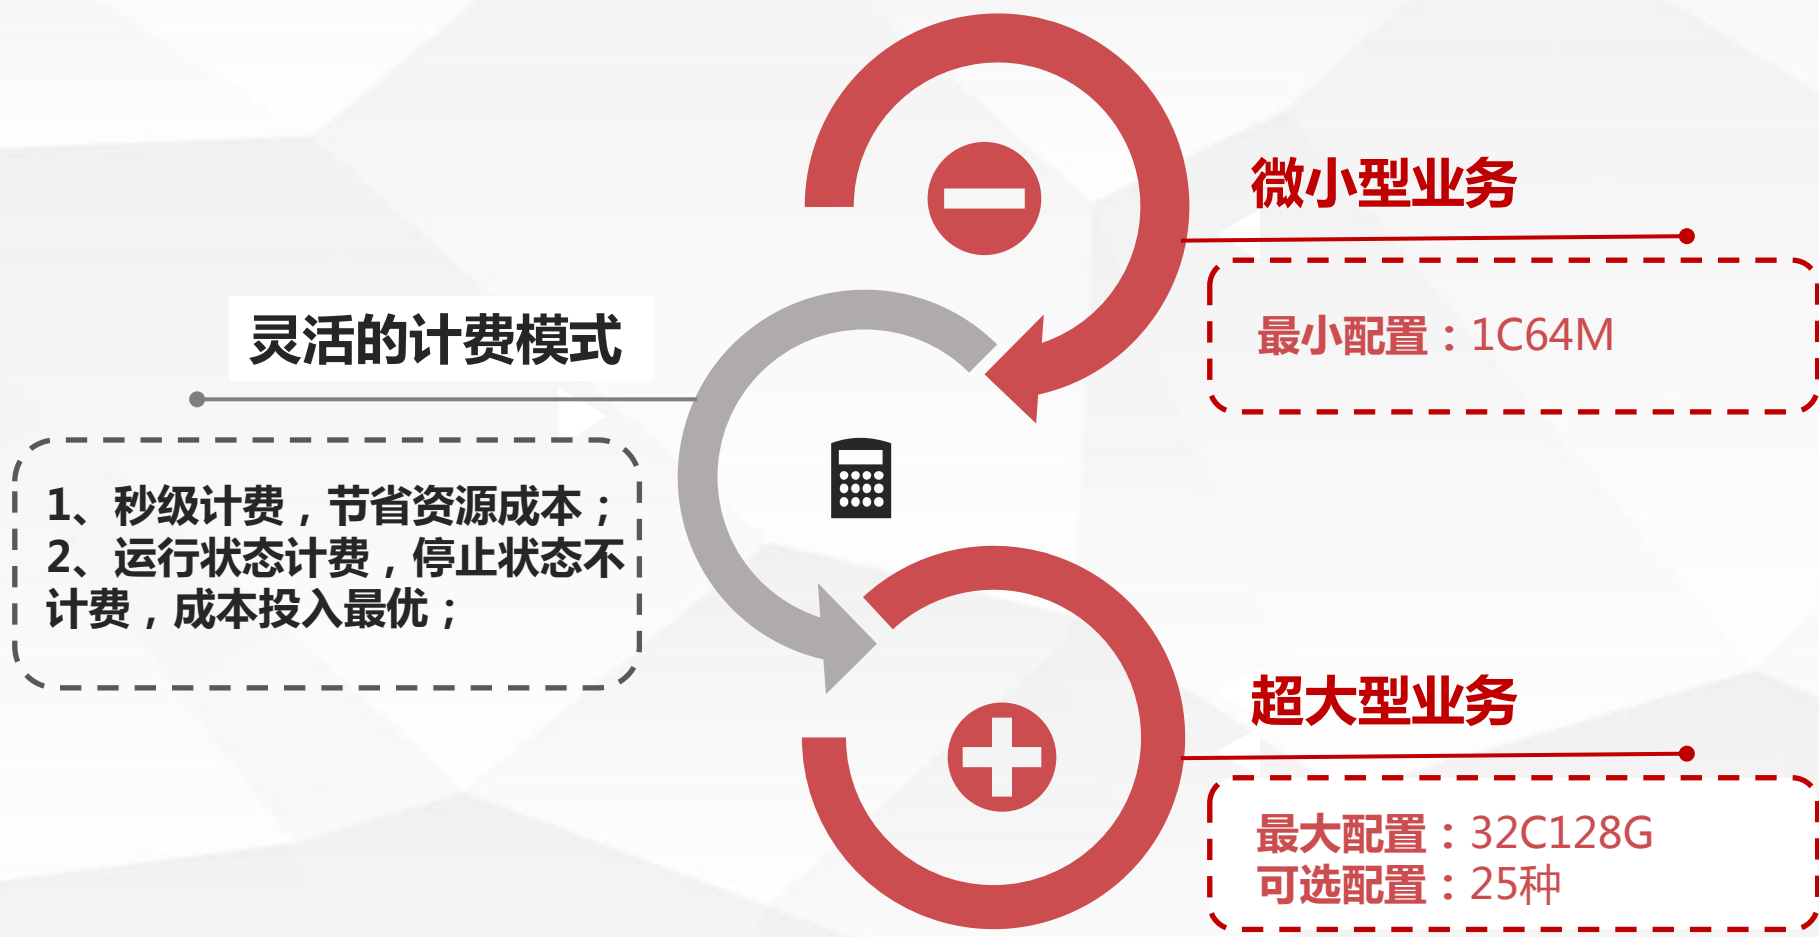 微小型业务
最小配置：1C64M
灵活的计费模式
1、秒级计费，节省资源成本；
2、运行状态计费，停止状态不
计费，成本投入最优；
超大型业务
最大配置：32C128G
可选配置：25种